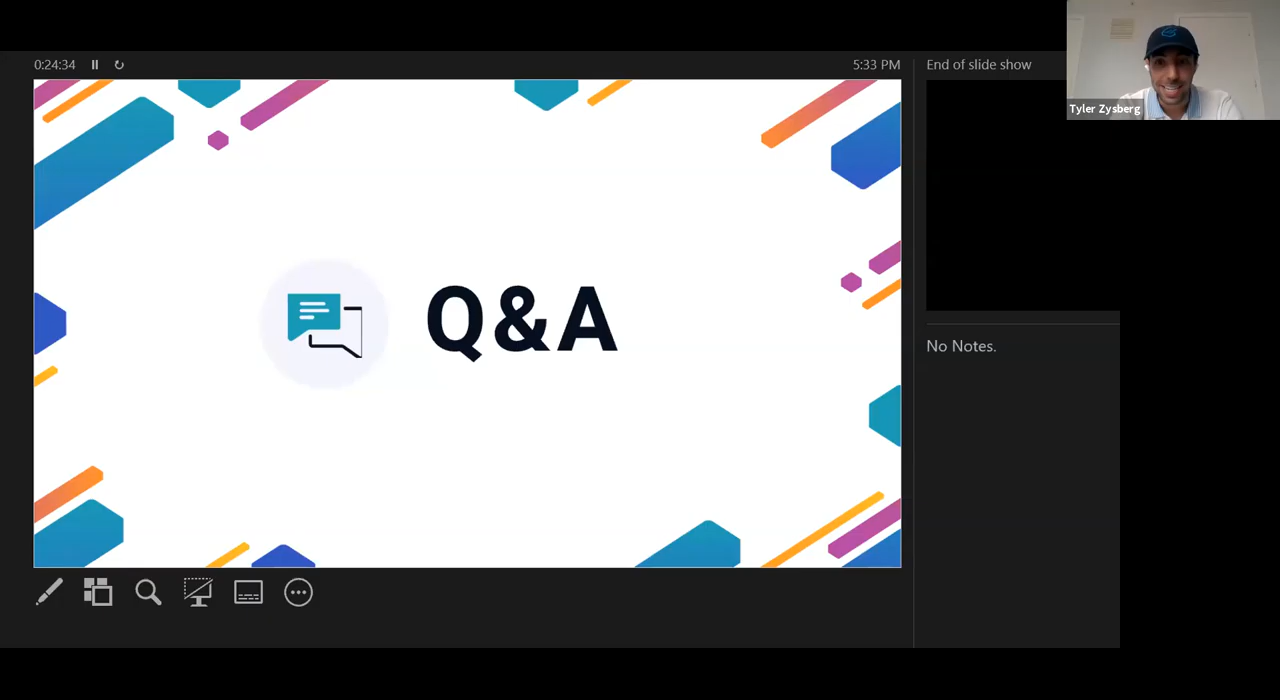 0:24:34
5:33 PM
End of slide show
Tyler Zysberg
Q&A
No Notes.